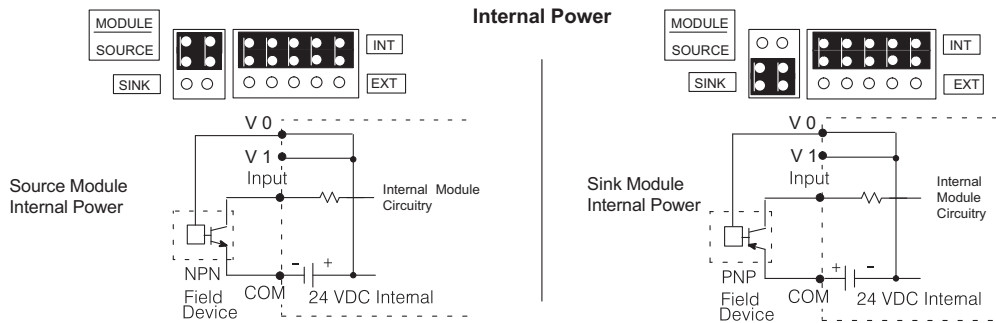 Internal Power
MODULE
SOURCE
SINK
INT
EXT
V 0
V 1
Input
Source Module
Internal Power
Internal Module
Circuitry
NPN
Field
Device
COM
- +
24 VDC Internal
MODULE
SOURCE
SINK
INT
EXT
V 0
V 1
Input
Sink Module
Internal Power
Internal
Module
Circuitry
PNP
Field
Device
COM
+ -
24 VDC Internal